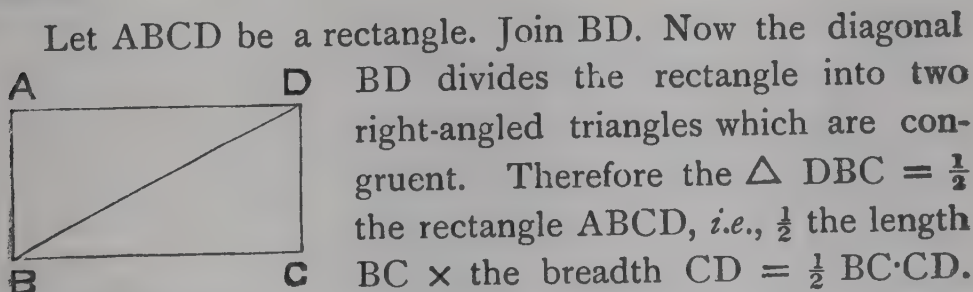 Let ABCD be a rectangle. Join BD. Now the diagonal
A D BD divides the rectangle into two
right-angled triangles which are con-
gruent. Therefore the △ DBC = ½
the rectangle ABCD, i.e., ½ the length
B C BC × the breadth CD = ½ BC·CD.